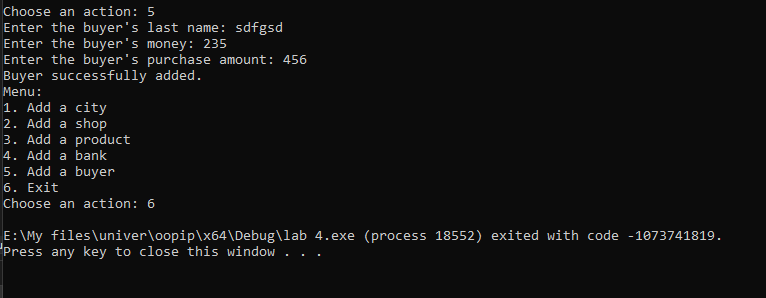 Choose an action: 5
Enter the buyer's last name: sdfgsd
Enter the buyer's money: 235
Enter the buyer's purchase amount: 456
Buyer successfully added.
Menu:
1. Add a city
2. Add a shop
3. Add a product
4. Add a bank
5. Add a buyer
6. Exit
Choose an action: 6
E:\My files\univer\oopip\x64\Debug\lab 4.exe (process 18552) exited with code -1073741819.
Press any key to close this window . . .